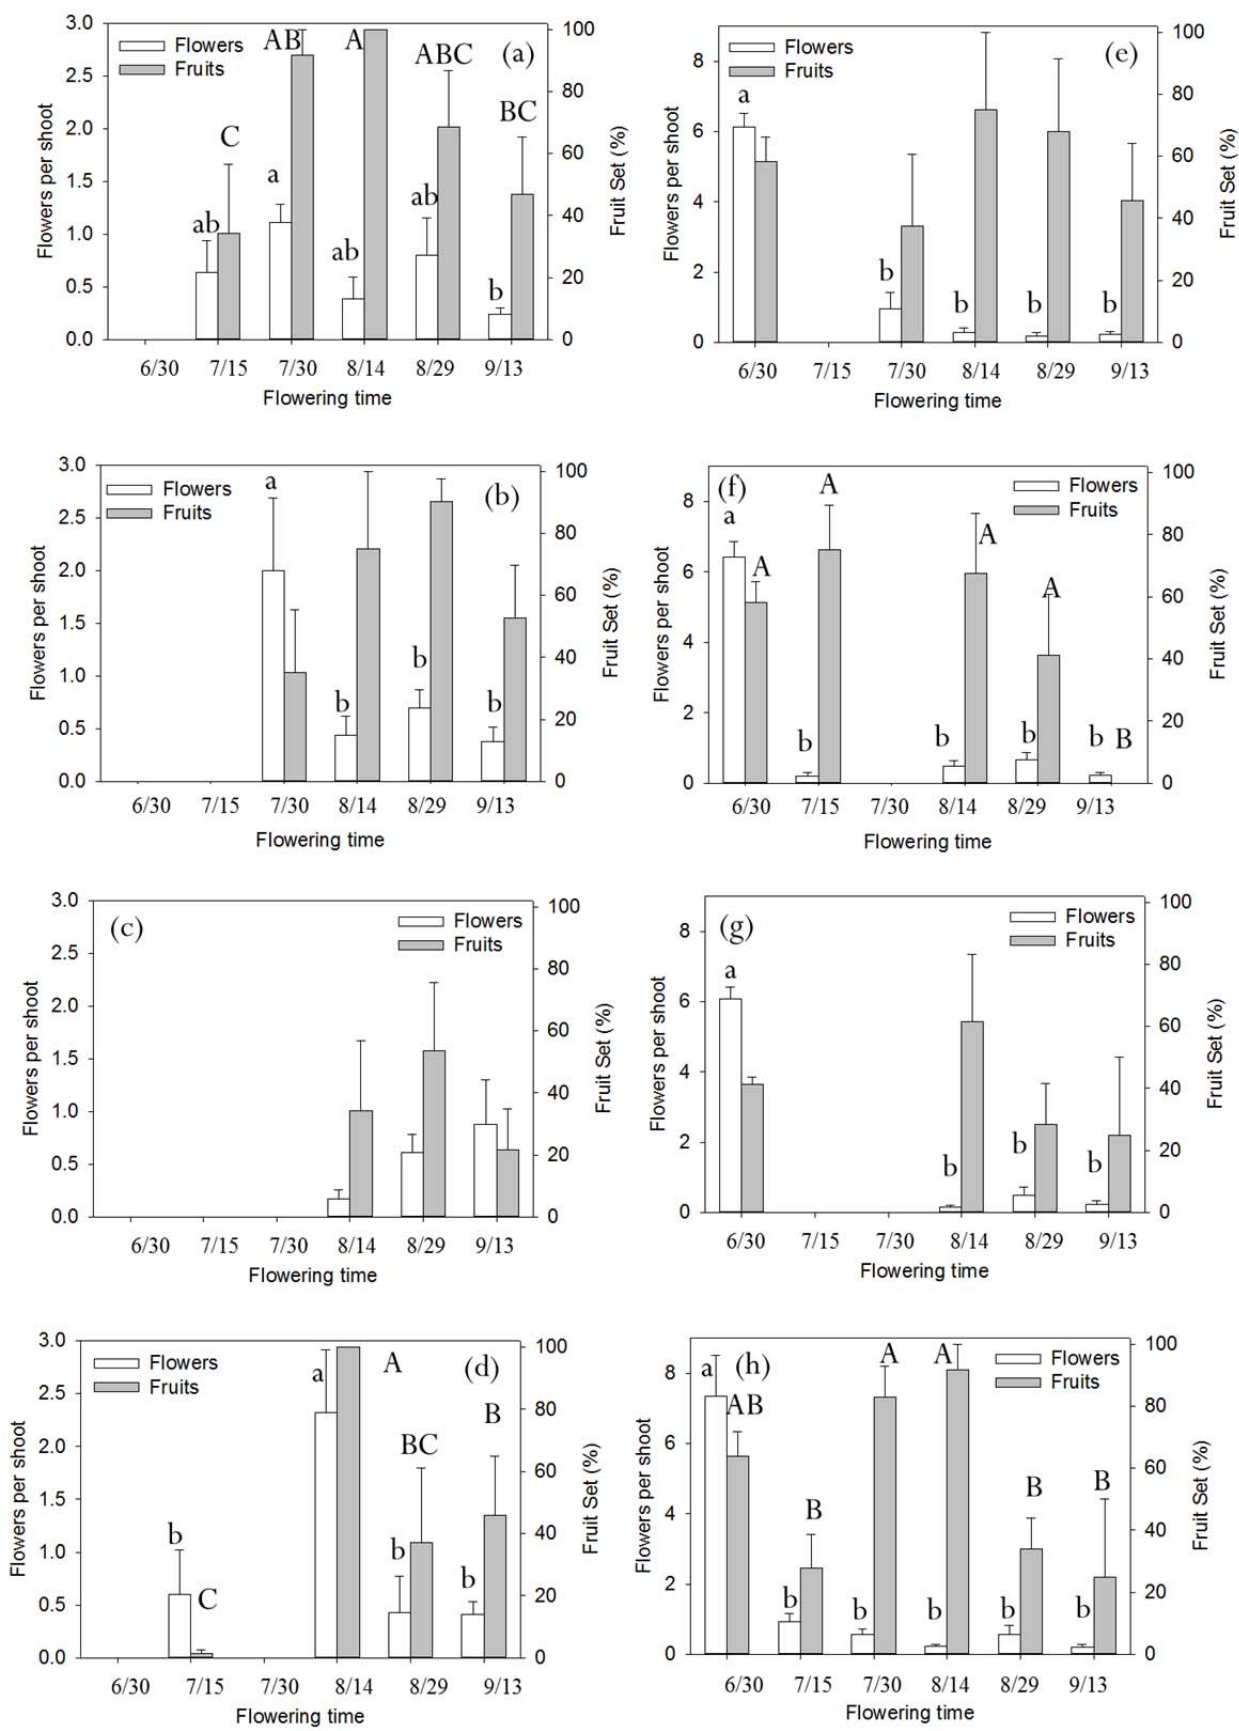 3.0
2.5
2.0
1.5
1.0
0.5
0.0
Flowers per shoot
Flowers
Fruits
(a)
C
AB
A
ABC
BC
ab
a
ab
ab
b
100
80
60
40
20
0
Fruit Set (%)
6/30 7/15 7/30 8/14 8/29 9/13
Flowering time
8
6
4
2
0
Flowers per shoot
Flowers
Fruits
(e)
a
b
b
b
b
100
80
60
40
20
0
Fruit Set (%)
6/30 7/15 7/30 8/14 8/29 9/13
Flowering time
3.0
2.5
2.0
1.5
1.0
0.5
0.0
Flowers per shoot
Flowers
Fruits
(b)
a
b
b
b
100
80
60
40
20
0
Fruit Set (%)
6/30 7/15 7/30 8/14 8/29 9/13
Flowering time
8
6
4
2
0
Flowers per shoot
(f)
Flowers
Fruits
a
A
A
A
A
b
b
b
b B
100
80
60
40
20
0
Fruit Set (%)
6/30 7/15 7/30 8/14 8/29 9/13
Flowering time
3.0
2.5
2.0
1.5
1.0
0.5
0.0
Flowers per shoot
(c)
Flowers
Fruits
100
80
60
40
20
0
Fruit Set (%)
6/30 7/15 7/30 8/14 8/29 9/13
Flowering time
8
6
4
2
0
Flowers per shoot
(g)
Flowers
Fruits
a
b
b
b
100
80
60
40
20
0
Fruit Set (%)
6/30 7/15 7/30 8/14 8/29 9/13
Flowering time
3.0
2.5
2.0
1.5
1.0
0.5
0.0
Flowers per shoot
Flowers
Fruits
(d)
a
A
B
BC
b
C
b
b
100
80
60
40
20
0
Fruit Set (%)
6/30 7/15 7/30 8/14 8/29 9/13
Flowering time
8
6
4
2
0
Flowers per shoot
(h)
Flowers
Fruits
a
AB
A
A
B
B
B
b
b
b
b
b
100
80
60
40
20
0
Fruit Set (%)
6/30 7/15 7/30 8/14 8/29 9/13
Flowering time